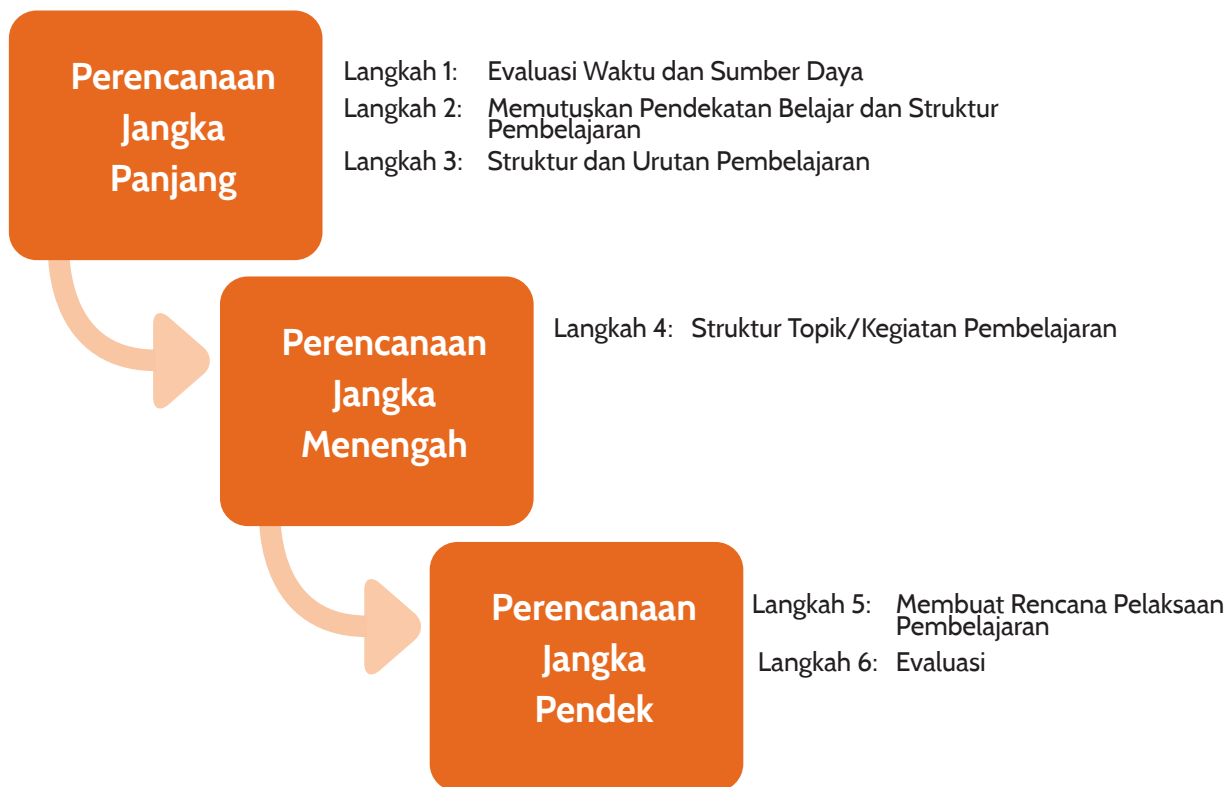 Perencanaan
Jangka
Panjang
Langkah 1: Evaluasi Waktu dan Sumber Daya
Langkah 2: Memutuskan Pendekatan Belajar dan Struktur
Pembelajaran
Langkah 3: Struktur dan Urutan Pembelajaran
Perencanaan
Jangka
Menengah
Langkah 4: Struktur Topik/Kegiatan Pembelajaran
Perencanaan
Jangka
Pendek
Langkah 5: Membuat Rencana Pelaksaan
Pembelajaran
Langkah 6: Evaluasi